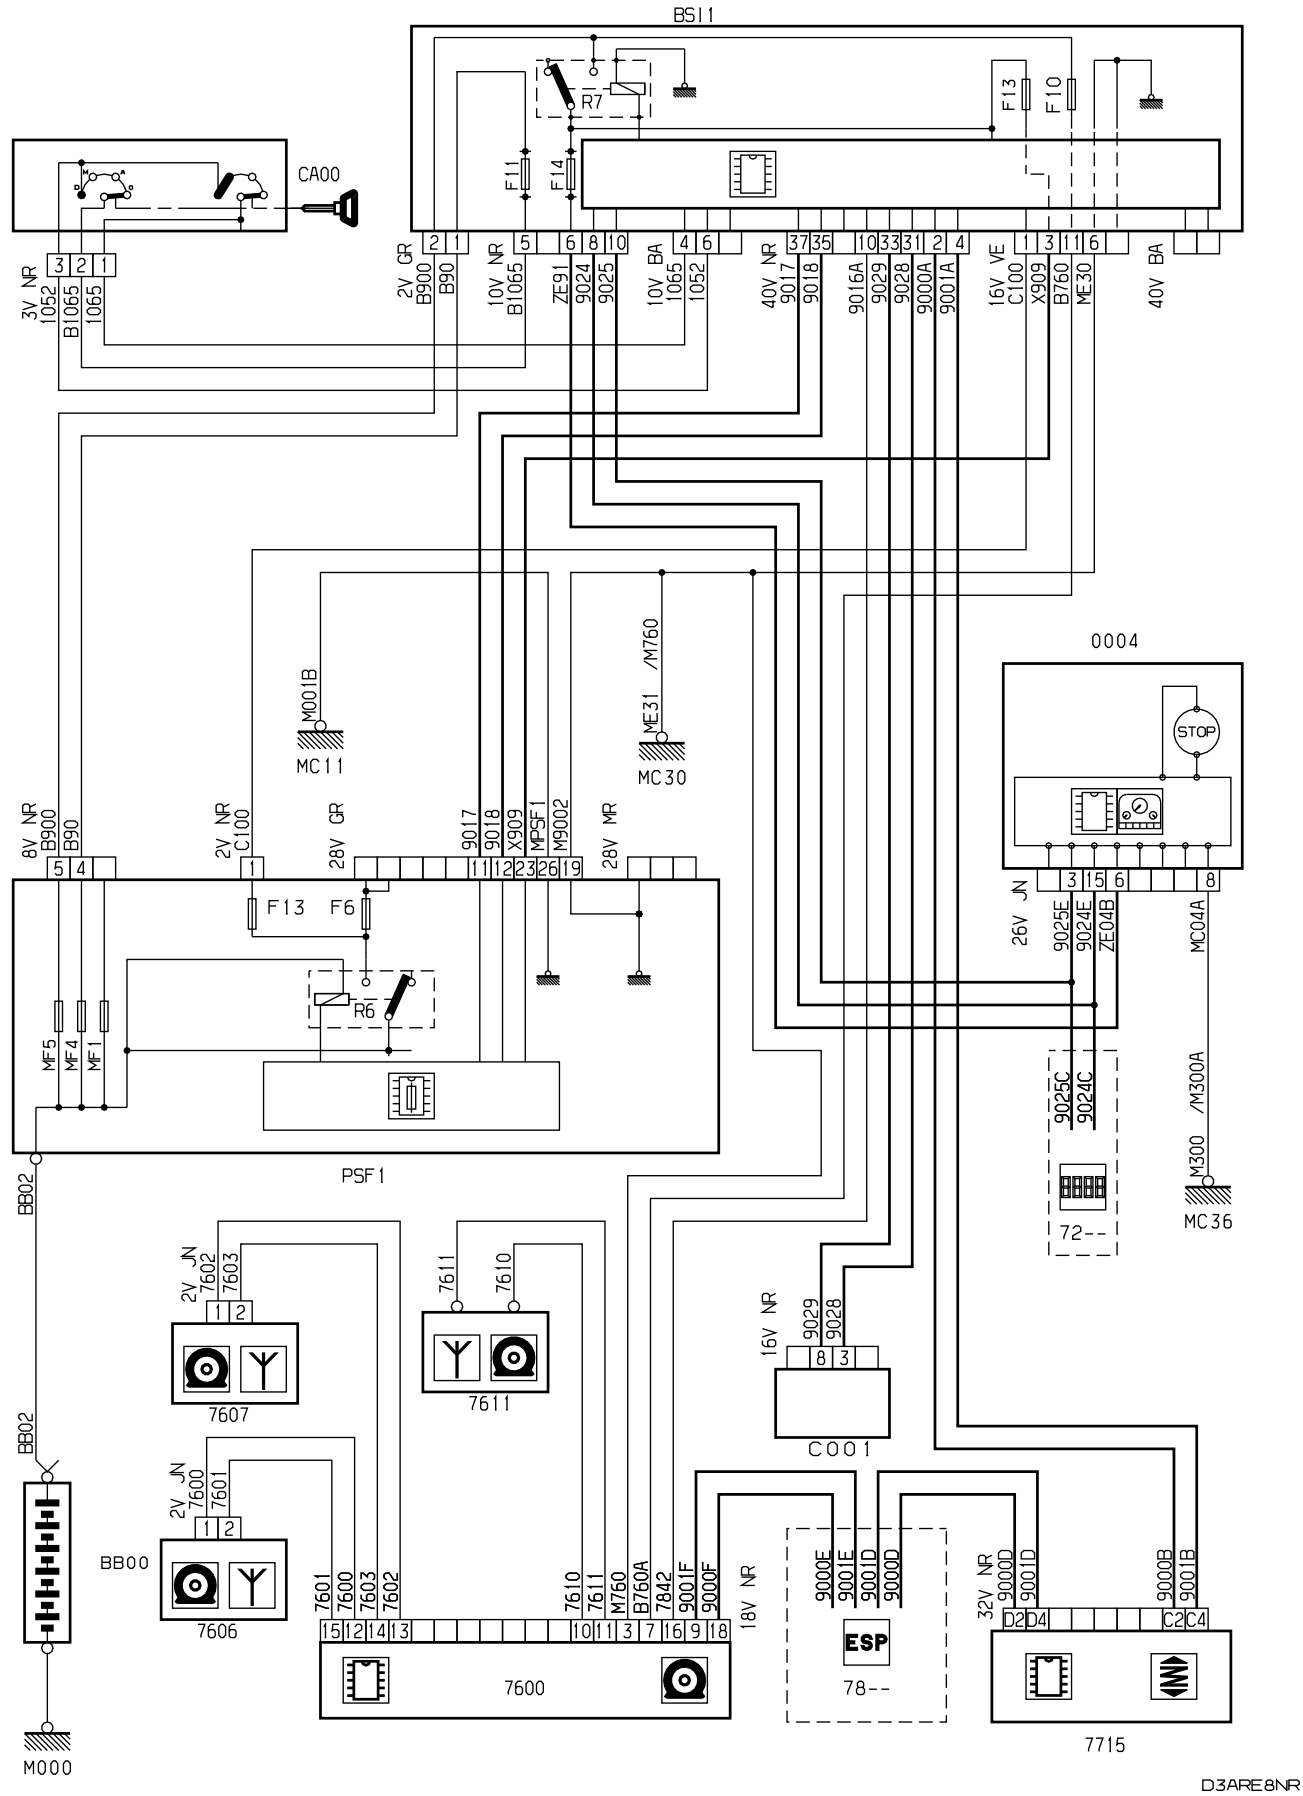 BSI1
R7
F13
F10
F11
F14
CA00
D
M
A
O
3 2 1
3V NR
1052
B1065
1065
2 1
5
6 8 10
4 6
37 35
10 33 31 2 4
1 3 11 6
2V GR
B900
B90
10V NR
B1065
ZE91
9024
9025
10V BA
1065
1052
40V NR
9017
9018
9016A
9029
9028
9000A
9001A
16V VE
C100
X909
B760
ME30
40V BA
M001B
MC11
ME31 /M760
MC30
0004
STOP
3 15 6 8
26V JN
9025E
9024E
ZE04B
MC04A
8V NR
B900
B90
2V NR
C100
28V GR
9017
9018
X909
MPSF1
M9002
28V MR
5 4
1
11 12 23 26 19
F13
F6
R6
MF5
MF4
MF1
PSF1
BB02
9025C
9024C
72--
M300 /M300A
MC36
2V JN
7602
7603
1 2
7607
7611
7610
7611
16V NR
9029
9028
8 3
C001
BB02
BB00
M000
2V JN
7600
7601
1 2
7606
7601
7600
7603
7602
7610
7611
M760
B760A
7842
9001F
9000F
18V NR
15 12 14 13
10 11 3 7 16 9 18
7600
9000E
9001E
9001D
9000D
ESP
78--
32V NR
9000D
9001D
9000B
9001B
D2 D4 C2 C4
7715
D3ARE8NR